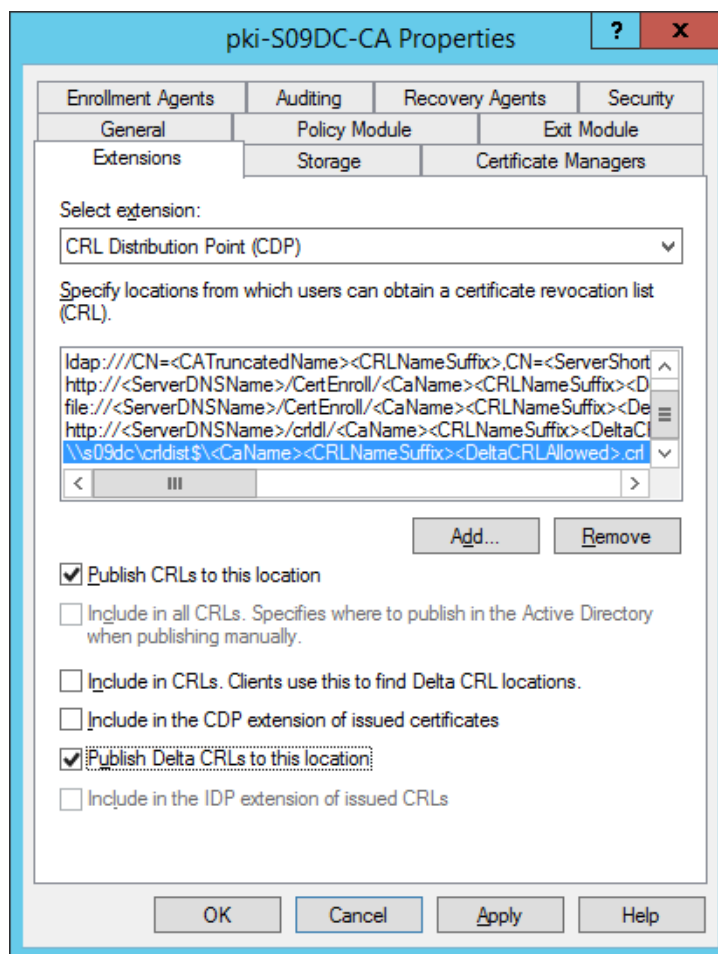 pki-S09DC-CA Properties
?
x
Enrollment Agents
Auditing
Recovery Agents
Security
General
Policy Module
Exit Module
Extensions
Storage
Certificate Managers
Select extension:
CRL Distribution Point (CDP)
Specify locations from which users can obtain a certificate revocation list
(CRL).
ldap:///CN=<CATruncatedName><CRLNameSuffix>,CN=<ServerShort
http://<ServerDNSName>/CertEnroll/<CaName><CRLNameSuffix><D
file://<ServerDNSName>/CertEnroll/<CaName><CRLNameSuffix><De
http://<ServerDNSName>/crldl/<CaName><CRLNameSuffix><DeltaCl
\\s09dc\crldist$\<CaName><CRLNameSuffix><DeltaCRLAllowed>.crl
Add...
Remove
Publish CRLs to this location
Include in all CRLs. Specifies where to publish in the Active Directory
when publishing manually.
Include in CRLs. Clients use this to find Delta CRL locations.
Include in the CDP extension of issued certificates
Publish Delta CRLs to this location
Include in the IDP extension of issued CRLs
OK
Cancel
Apply
Help